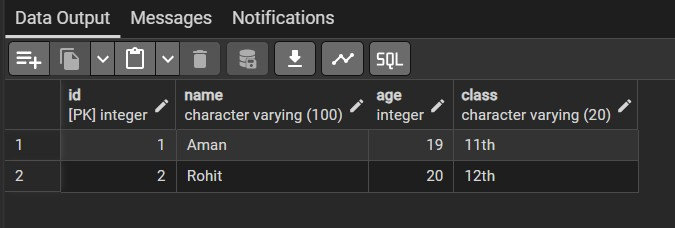 Data Output Messages Notifications
SQL
id name age class
[PK] integer character varying (100) integer character varying (20)
1 1 Aman 19 11th
2 2 Rohit 20 12th